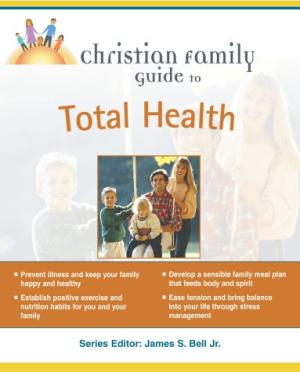 christian family
guide to
Total Health
Prevent illness and keep your family
happy and healthy
Establish positive exercise and
nutrition habits for you and your
family
Develop a sensible family meal plan
that feeds body and spirit
Ease tension and bring balance
into your life through stress
management
Series Editor: James S. Bell Jr.